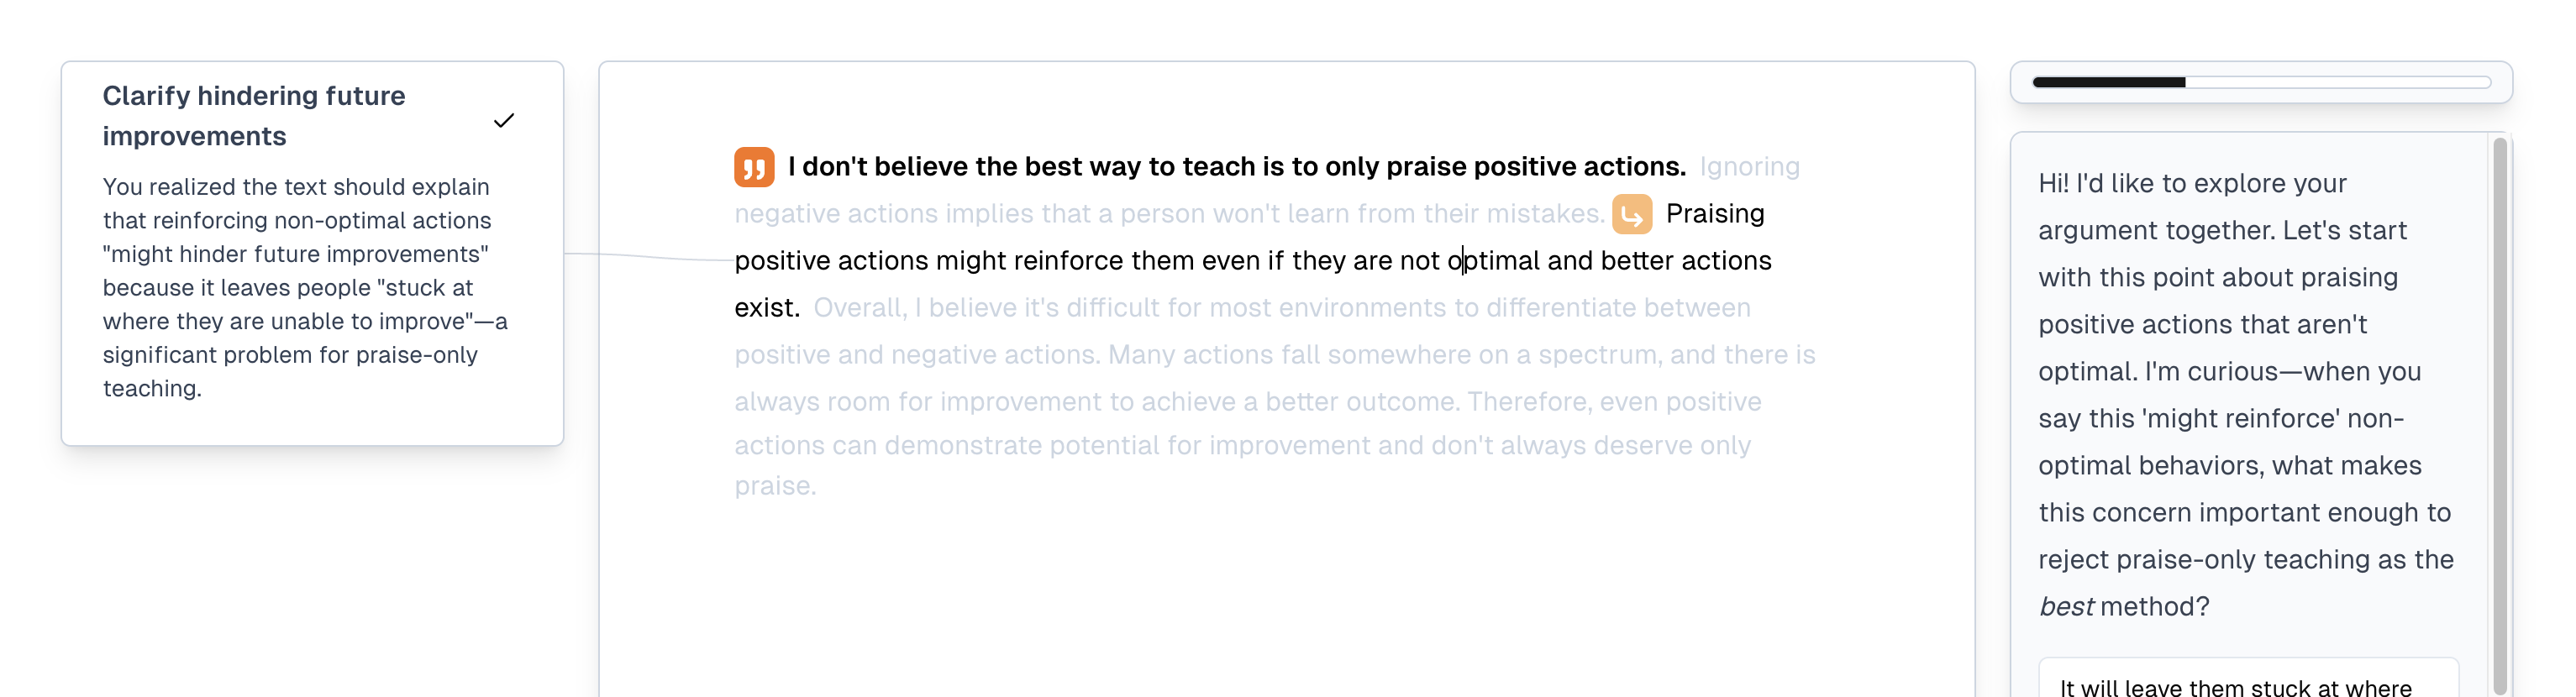 Clarify hindering future
improvements
You realized the text should explain
that reinforcing non-optimal actions
"might hinder future improvements"
because it leaves people "stuck at
where they are unable to improve"—a
significant problem for praise-only
teaching.
I don't believe the best way to teach is to only praise positive actions. Ignoring
negative actions implies that a person won't learn from their mistakes. Praising
positive actions might reinforce them even if they are not optimal and better actions
exist. Overall, I believe it's difficult for most environments to differentiate between
positive and negative actions. Many actions fall somewhere on a spectrum, and there is
always room for improvement to achieve a better outcome. Therefore, even positive
actions can demonstrate potential for improvement and don't always deserve only
praise.
Hi! I'd like to explore your
argument together. Let's start
with this point about praising
positive actions that aren't
optimal. I'm curious—when you
say this 'might reinforce' non-
optimal behaviors, what makes
this concern important enough to
reject praise-only teaching as the
best method?
It will leave them stuck at where